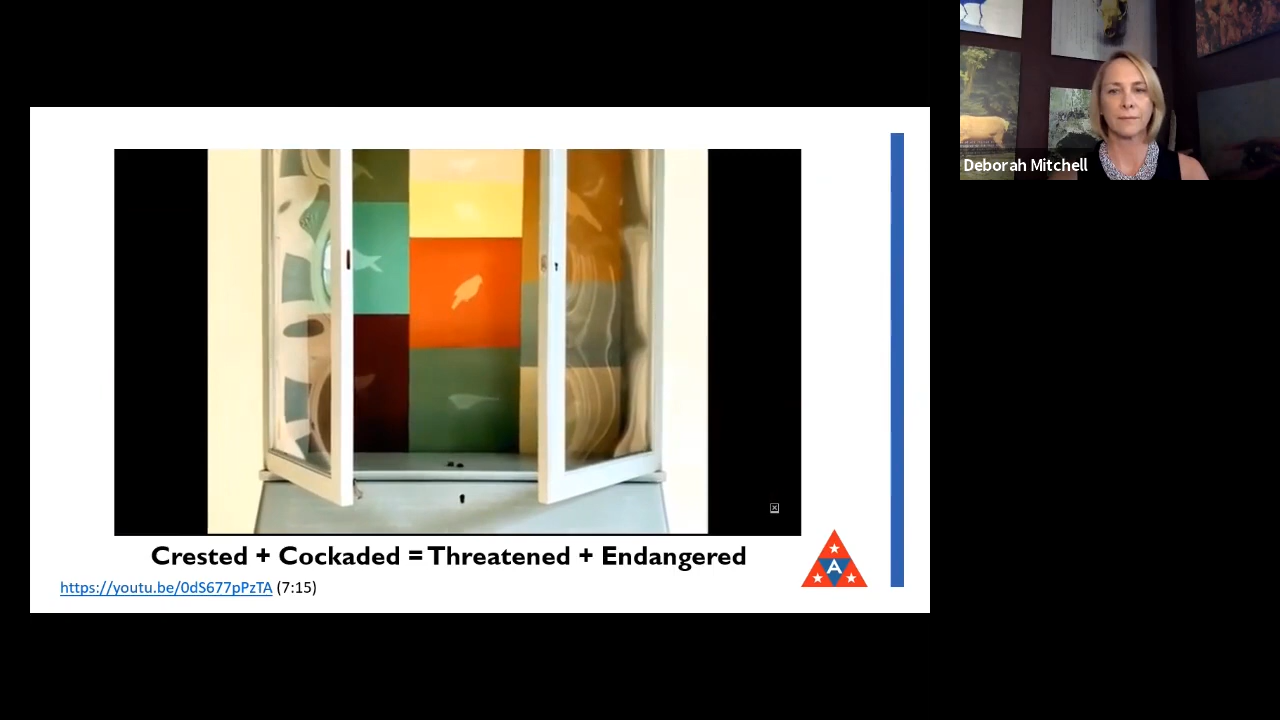 Deborah Mitchell
Crested + Cockaded = Threatened + Endangered
A
https://youtu.be/0dS677pPzTA (7:15)